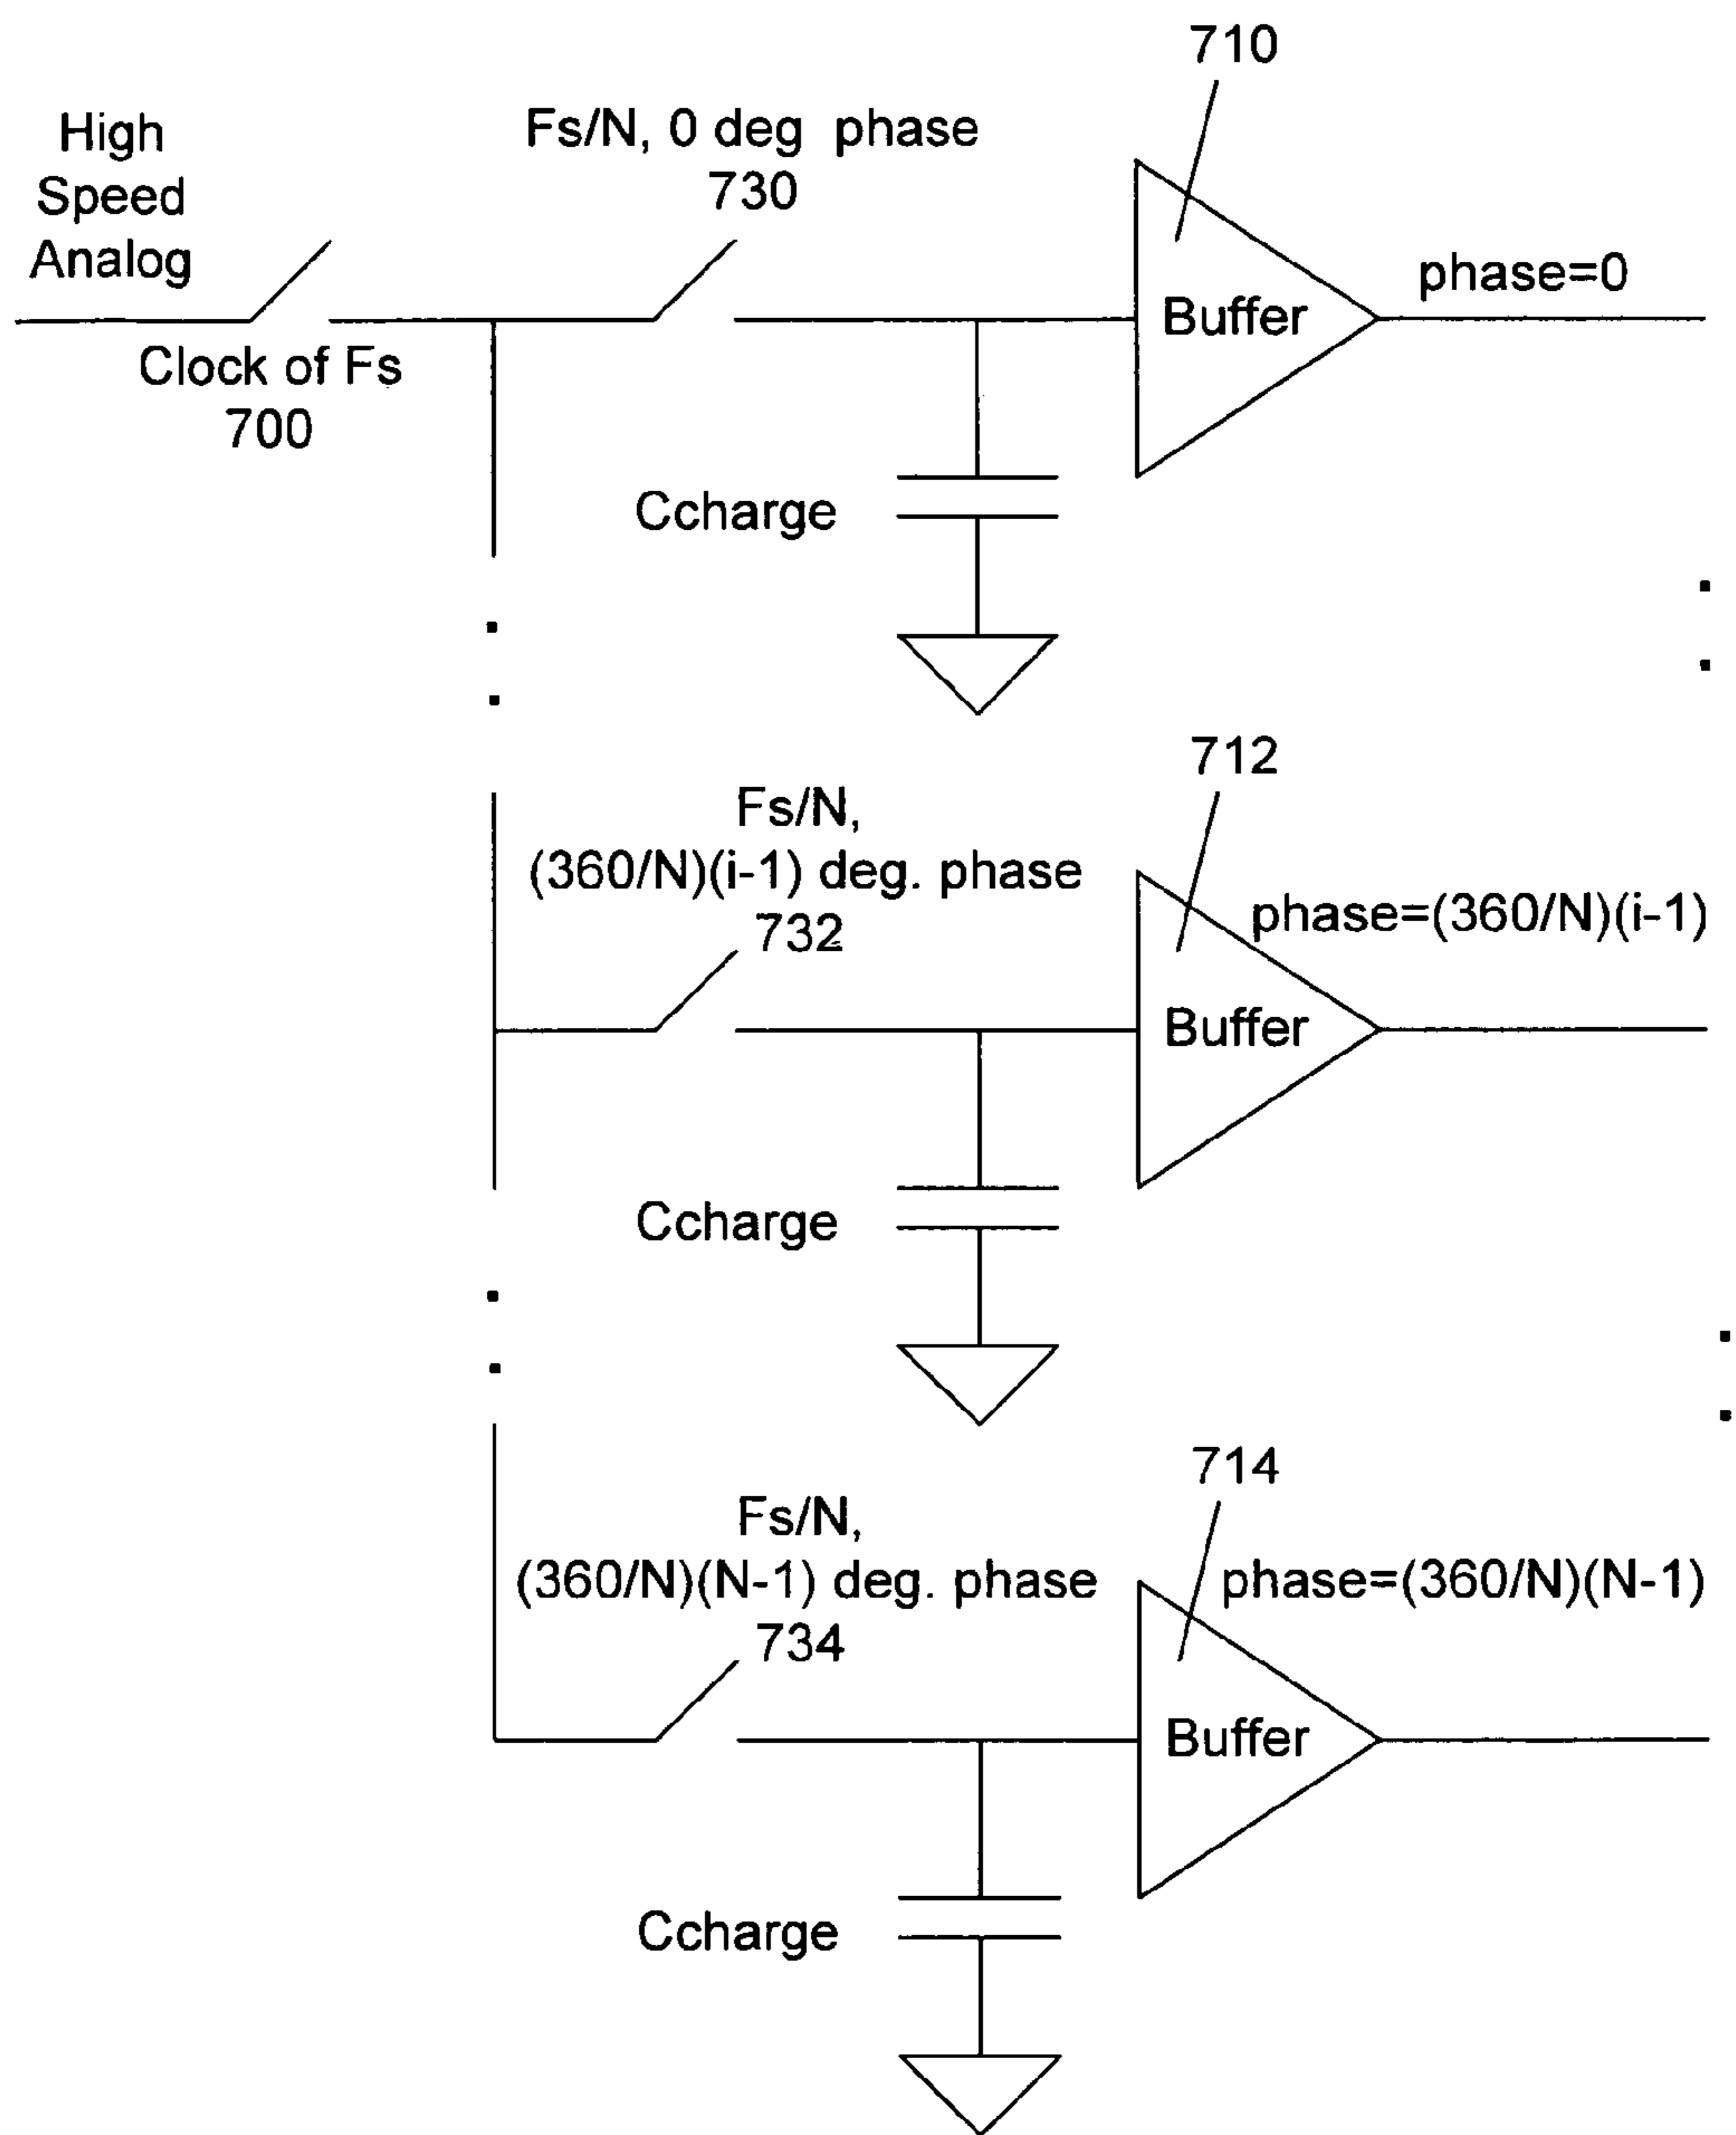 710
High
Speed
Analog
Fs/N, 0 deg phase
730
phase=0
Buffer
Clock of Fs
700
Ccharge
712
Fs/N,
(360/N)(i-1) deg. phase
732
phase=(360/N)(i-1)
Buffer
Ccharge
714
Fs/N,
(360/N)(N-1) deg. phase
734
phase=(360/N)(N-1)
Buffer
Ccharge